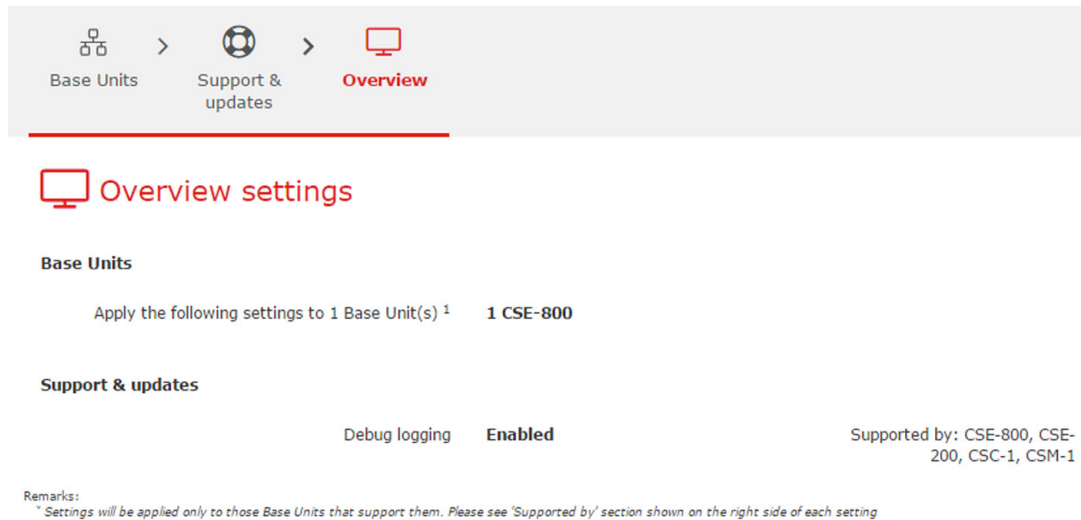 Base Units
Support &
updates
Overview
Overview settings
Base Units
Apply the following settings to 1 Base Unit(s) ¹ 1 CSE-800
Support & updates
Debug logging Enabled Supported by: CSE-800, CSE-
200, CSC-1, CSM-1
Remarks:
* Settings will be applied only to those Base Units that support them. Please see 'Supported by' section shown on the right side of each setting